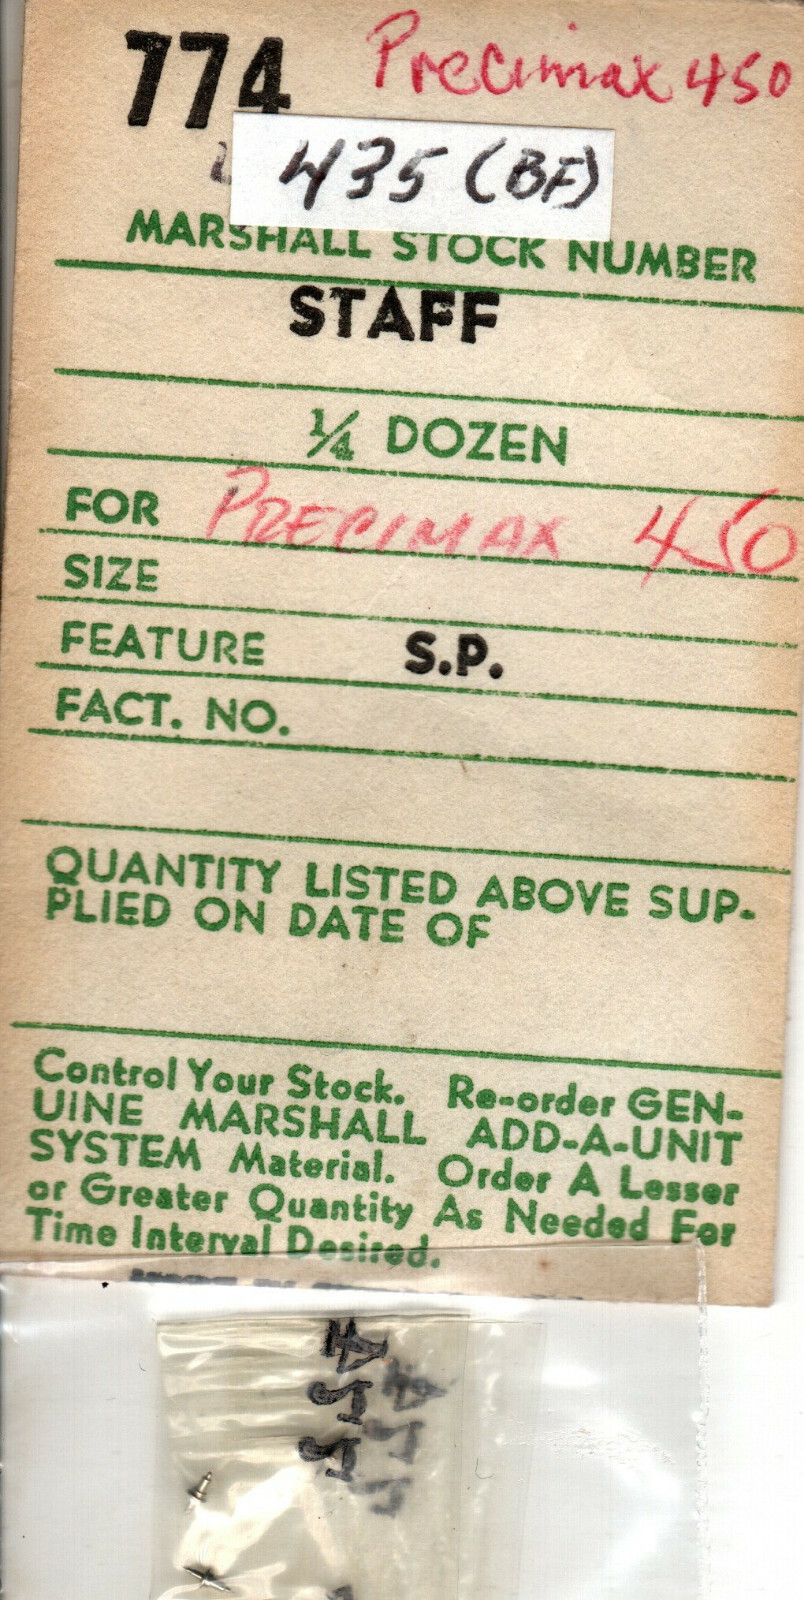 774 Precimax 450
435 (BF)
MARSHALL STOCK NUMBER
STAFF
1/4 DOZEN
FOR PRECIMAX 450
SIZE
FEATURE S.P.
FACT. NO.
QUANTITY LISTED ABOVE SUP-
PLIED ON DATE OF
Control Your Stock. Re-order GEN-
UINE MARSHALL ADD-A-UNIT
SYSTEM Material. Order A Lesser
or Greater Quantity As Needed For
Time Interval Desired.